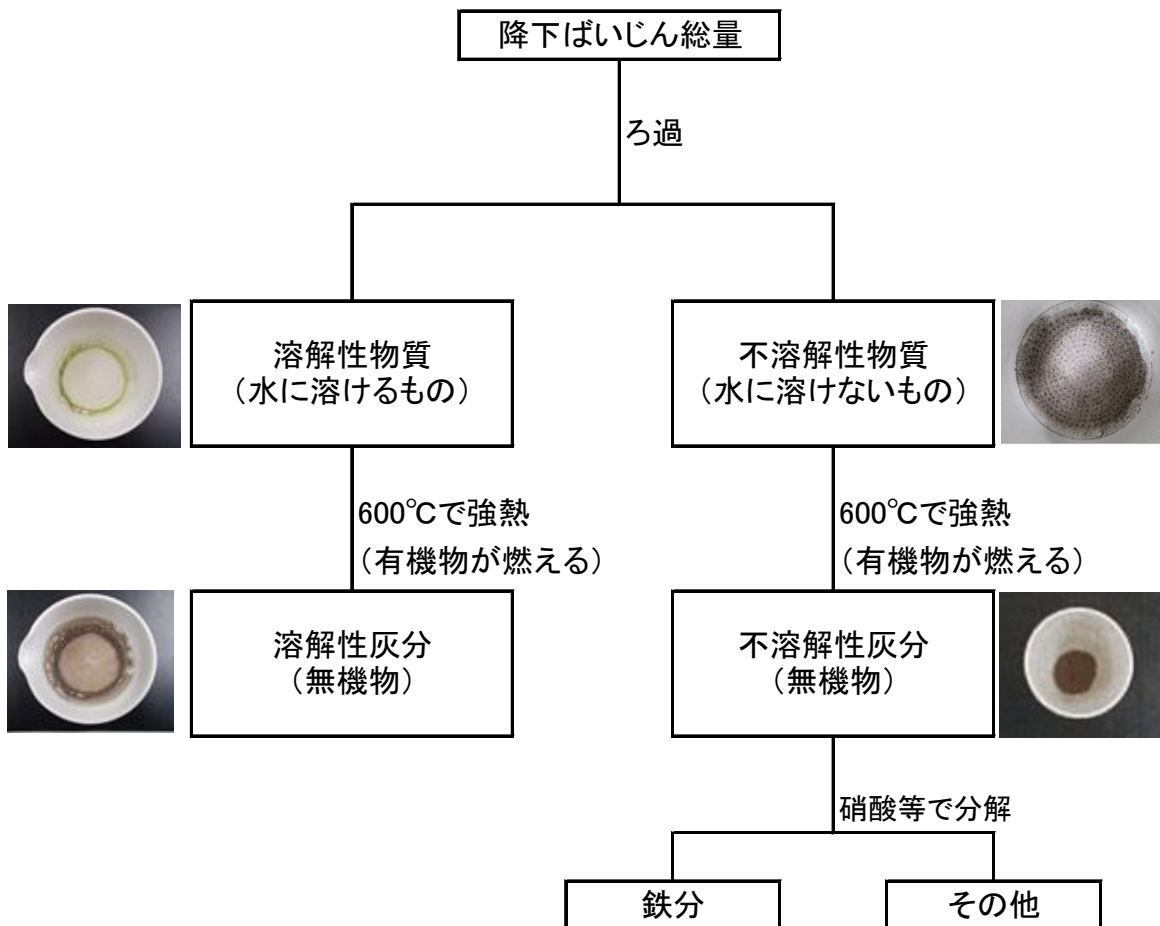 降下ばいじん総量
ろ過
溶解性物質
（水に溶けるもの）
不溶解性物質
（水に溶けないもの）
600℃で強熱
（有機物が燃える）
600℃で強熱
（有機物が燃える）
溶解性灰分
（無機物）
不溶解性灰分
（無機物）
硝酸等で分解
鉄分
その他